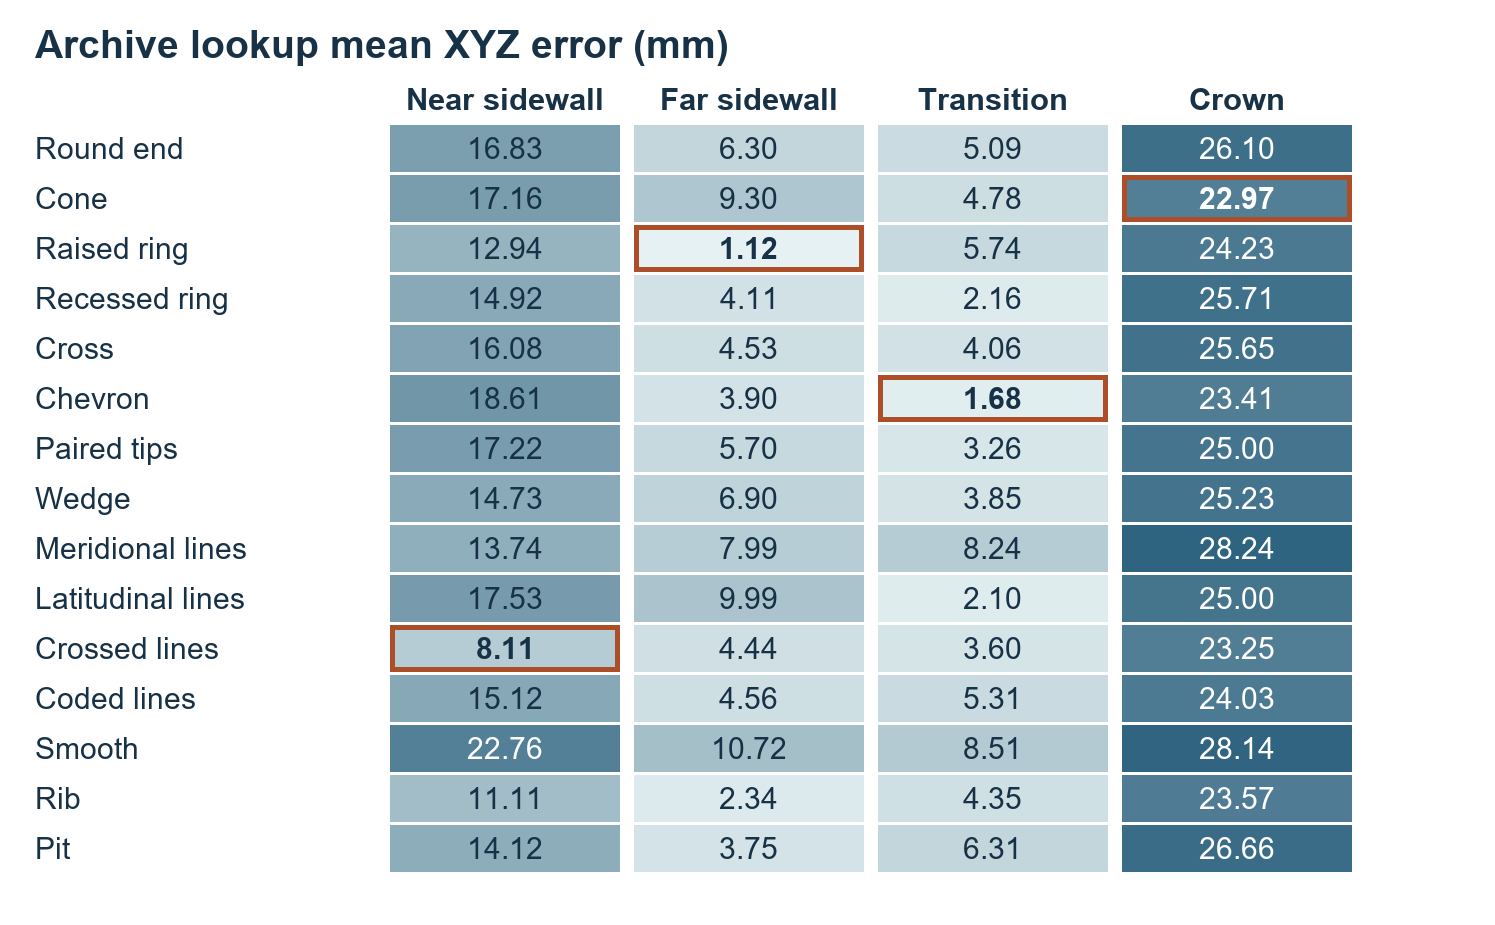 Archive lookup mean XYZ error (mm)
Near sidewall Far sidewall Transition Crown
Round end 16.83 6.30 5.09 26.10
Cone 17.16 9.30 4.78 22.97
Raised ring 12.94 1.12 5.74 24.23
Recessed ring 14.92 4.11 2.16 25.71
Cross 16.08 4.53 4.06 25.65
Chevron 18.61 3.90 1.68 23.41
Paired tips 17.22 5.70 3.26 25.00
Wedge 14.73 6.90 3.85 25.23
Meridional lines 13.74 7.99 8.24 28.24
Latitudinal lines 17.53 9.99 2.10 25.00
Crossed lines 8.11 4.44 3.60 23.25
Coded lines 15.12 4.56 5.31 24.03
Smooth 22.76 10.72 8.51 28.14
Rib 11.11 2.34 4.35 23.57
Pit 14.12 3.75 6.31 26.66